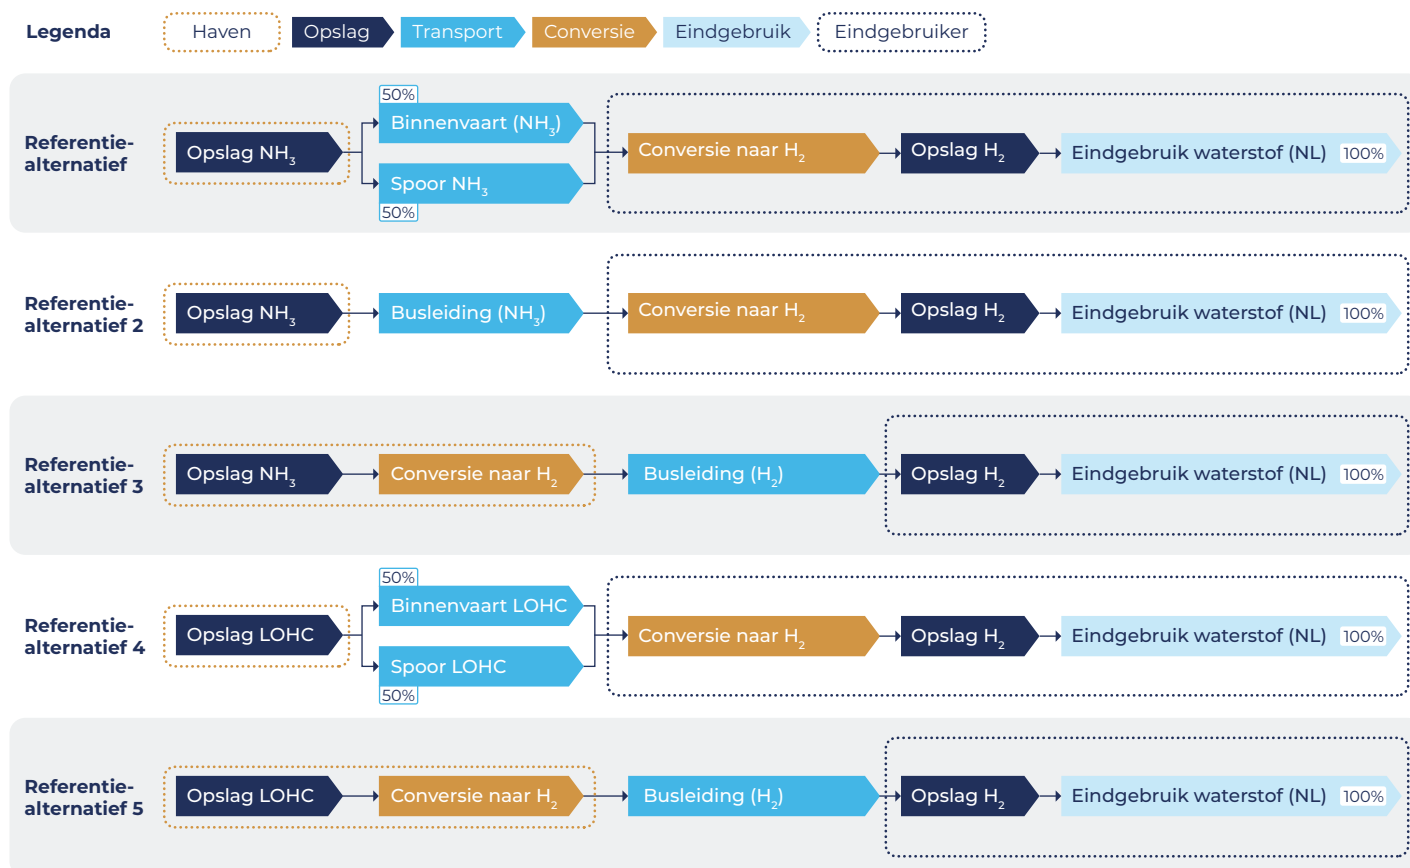 Legenda
Haven
Opslag
Transport
Conversie
Eindgebruik
Eindgebruiker
Referentie-
alternatief
Opslag NH₃
50%
Binnenvaart (NH₃)
Spoor NH₃
50%
Conversie naar H₂
Opslag H₂
Eindgebruik waterstof (NL)
100%
Referentie-
alternatief 2
Opslag NH₃
Busleiding (NH₃)
Conversie naar H₂
Opslag H₂
Eindgebruik waterstof (NL)
100%
Referentie-
alternatief 3
Opslag NH₃
Conversie naar H₂
Busleiding (H₂)
Opslag H₂
Eindgebruik waterstof (NL)
100%
Referentie-
alternatief 4
Opslag LOHC
50%
Binnenvaart LOHC
Spoor LOHC
50%
Conversie naar H₂
Opslag H₂
Eindgebruik waterstof (NL)
100%
Referentie-
alternatief 5
Opslag LOHC
Conversie naar H₂
Busleiding (H₂)
Opslag H₂
Eindgebruik waterstof (NL)
100%